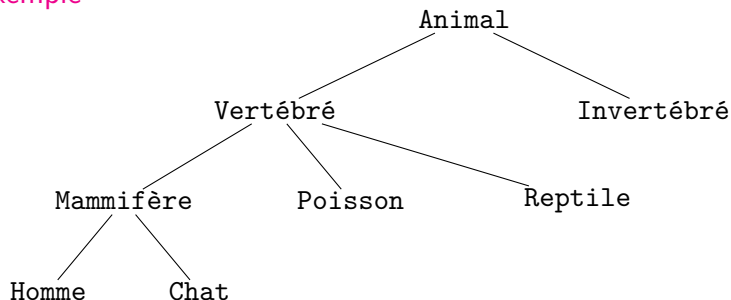 Animal
Vertébré Invertébré
Mammifère Poisson Reptile
Homme Chat